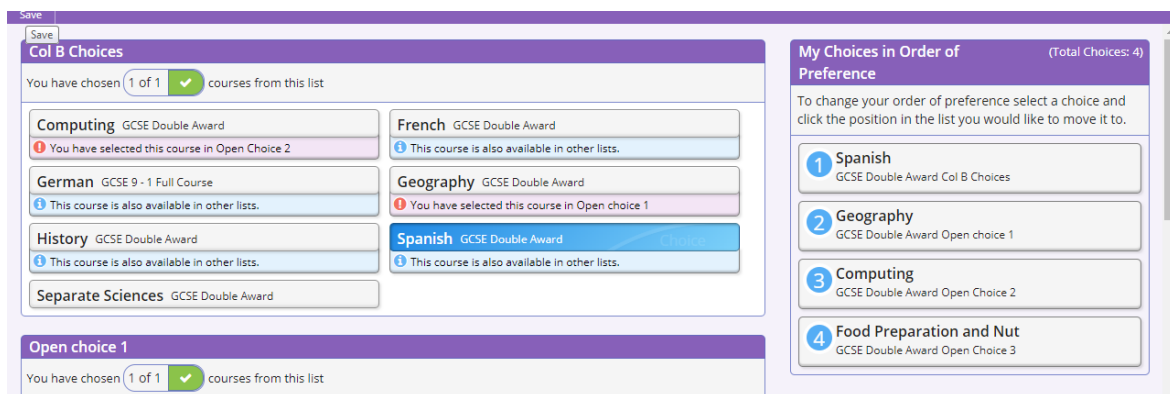 Save
Save
Col B Choices
You have chosen 1 of 1 courses from this list
Computing GCSE Double Award
You have selected this course in Open Choice 2
French GCSE Double Award
This course is also available in other lists.
German GCSE 9 - 1 Full Course
This course is also available in other lists.
Geography GCSE Double Award
You have selected this course in Open choice 1
History GCSE Double Award
This course is also available in other lists.
Spanish GCSE Double Award Choice
This course is also available in other lists.
Separate Sciences GCSE Double Award
Open choice 1
You have chosen 1 of 1 courses from this list
My Choices in Order of (Total Choices: 4)
Preference
To change your order of preference select a choice and
click the position in the list you would like to move it to.
1 Spanish
GCSE Double Award Col B Choices
2 Geography
GCSE Double Award Open choice 1
3 Computing
GCSE Double Award Open Choice 2
4 Food Preparation and Nut
GCSE Double Award Open Choice 3